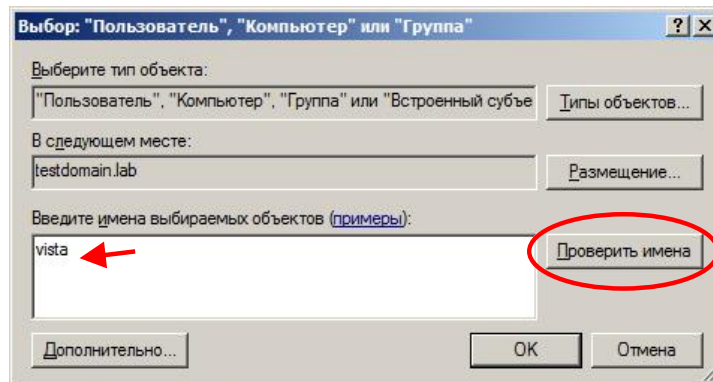 Выбор: "Пользователь", "Компьютер" или "Группа"
Выберите тип объекта:
"Пользователь", "Компьютер", "Группа" или "Встроенный субъе
Типы объектов...
В следующем месте:
testdomain.lab
Размещение...
Введите имена выбираемых объектов (примеры):
vista
Проверить имена
Дополнительно...
OK
Отмена